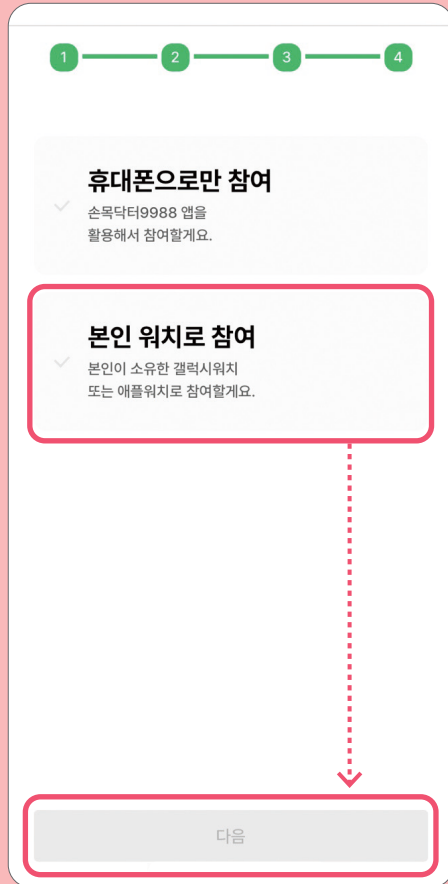 1 2 3 4
휴대폰으로만 참여
손목닥터9988 앱을
활용해서 참여할게요.
본인 워치로 참여
본인이 소유한 갤럭시워치
또는 애플워치로 참여할게요.
다음